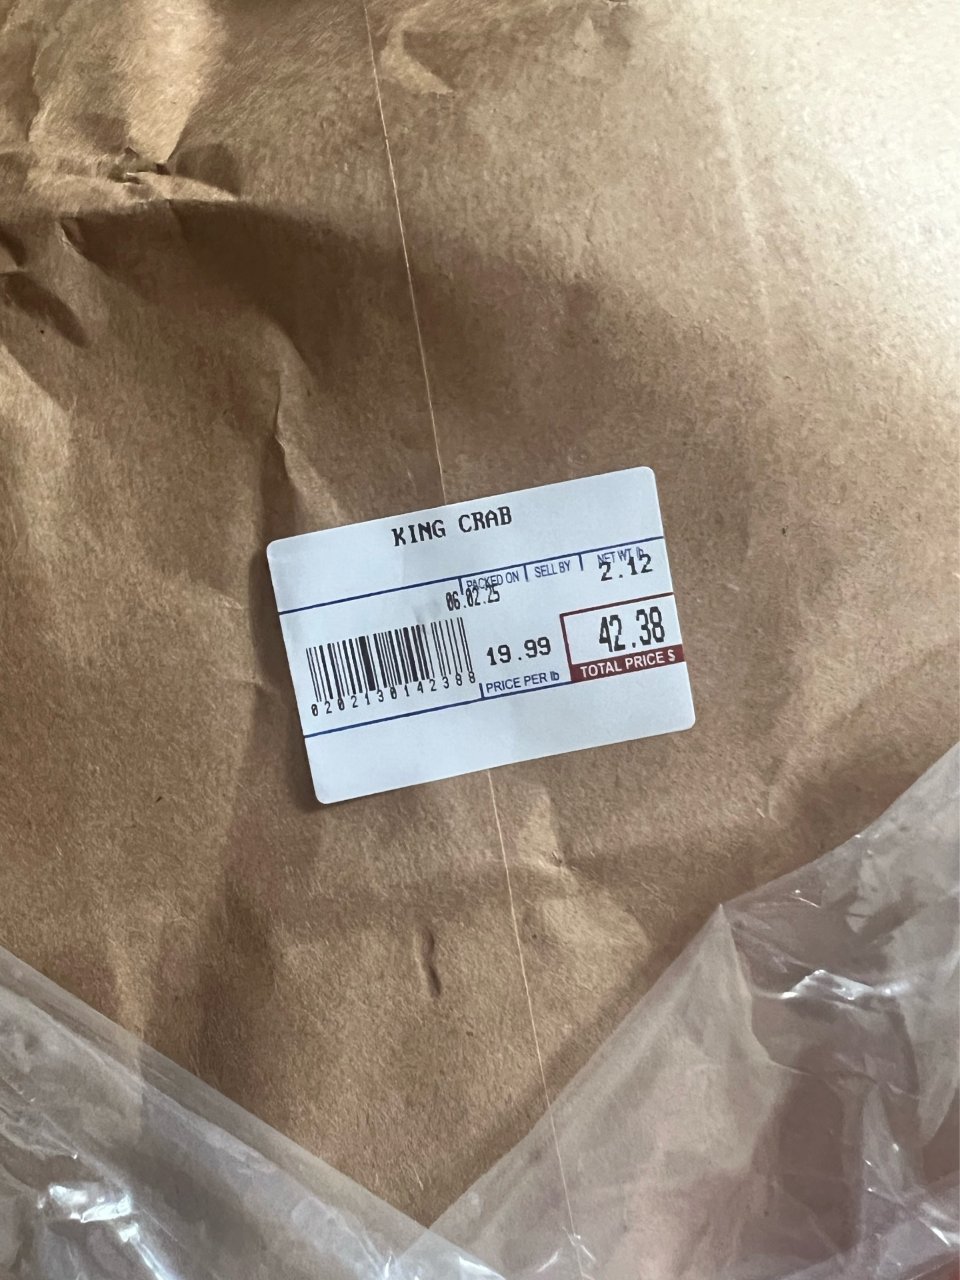 KING CRAB
PACKED ON SELL BY NET WT. lb
06.02.25 2.12
19.99 42.38
PRICE PER lb TOTAL PRICE $
0202130142388